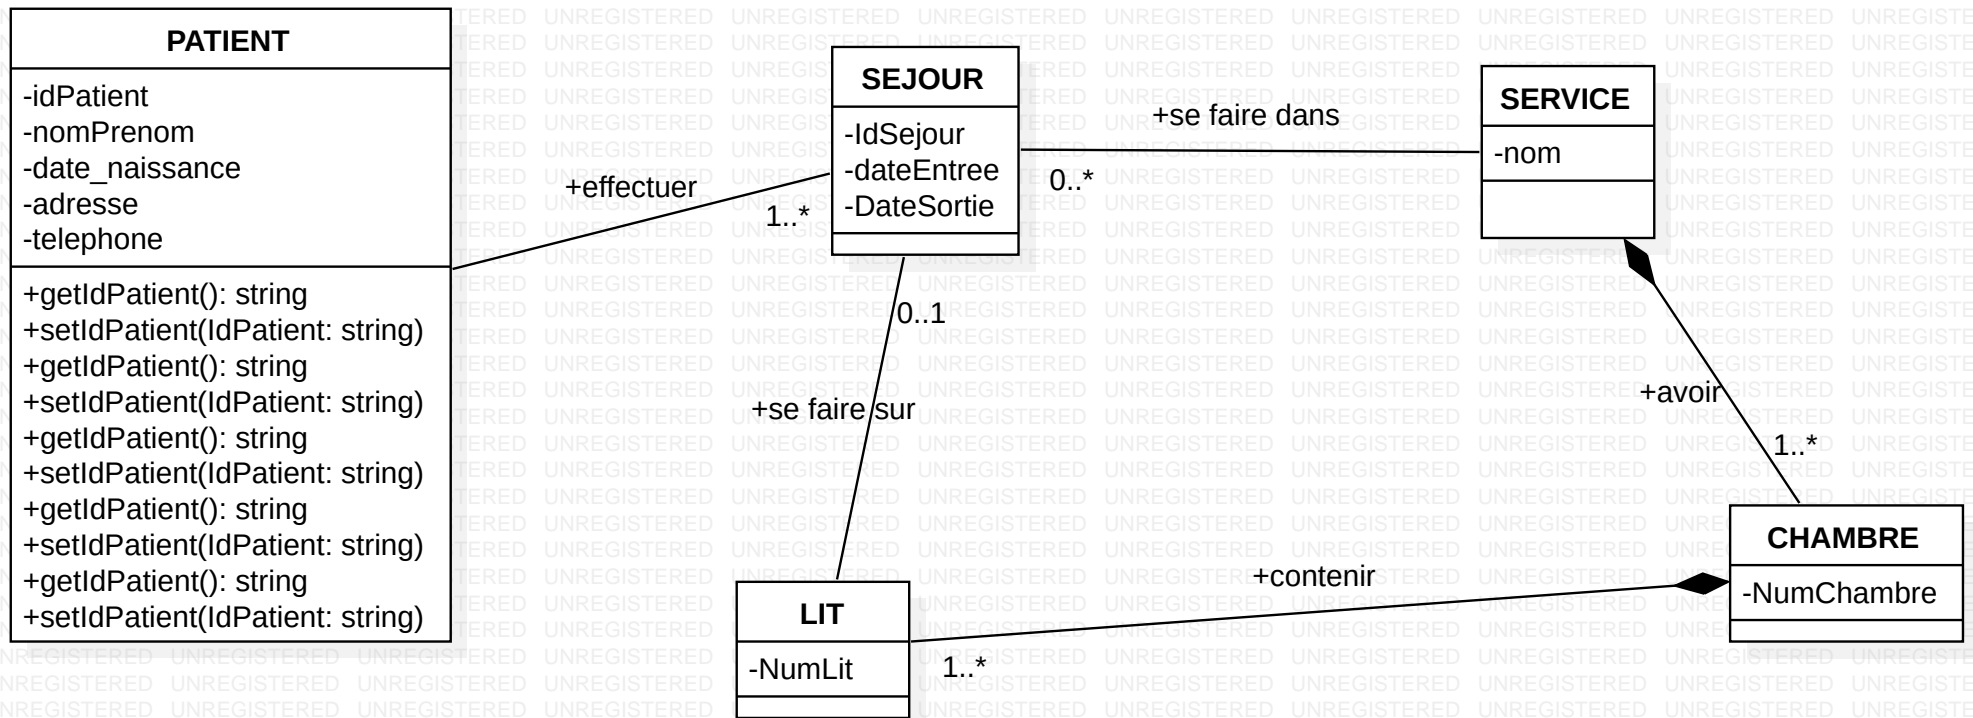 PATIENT
-idPatient
-nomPrenom
-date_naissance
-adresse
-telephone
+getIdPatient(): string
+setIdPatient(IdPatient: string)
+getIdPatient(): string
+setIdPatient(IdPatient: string)
+getIdPatient(): string
+setIdPatient(IdPatient: string)
+getIdPatient(): string
+setIdPatient(IdPatient: string)
+getIdPatient(): string
+setIdPatient(IdPatient: string)
+effectuer
1..*
SEJOUR
-IdSejour
-dateEntree
-DateSortie
+se faire dans
0..*
SERVICE
-nom
0..1
+se faire sur
+avoir
1..*
CHAMBRE
-NumChambre
+contenir
1..*
LIT
-NumLit
UNREGISTERED